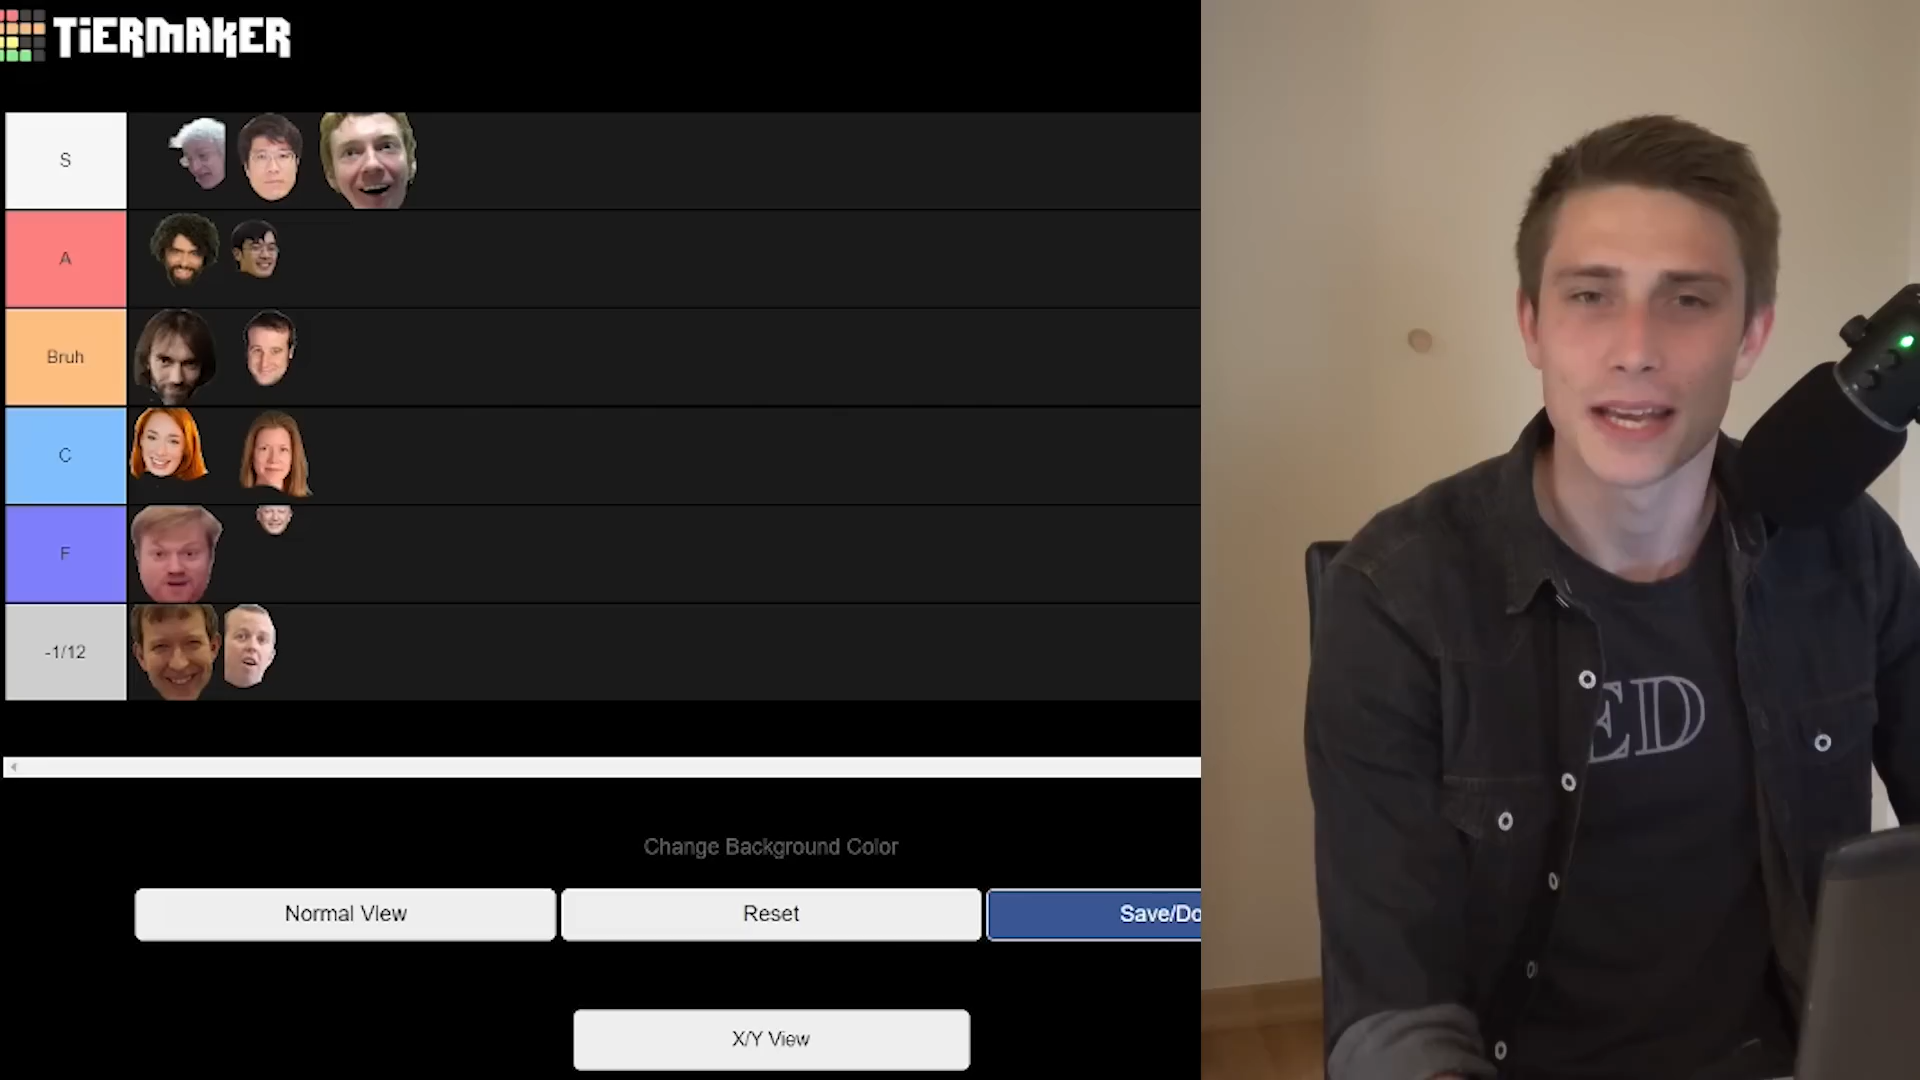 TiERMAKER
S
A
Bruh
C
F
-1/12
Change Background Color
Normal View
Reset
Save/Do
X/Y View
ED